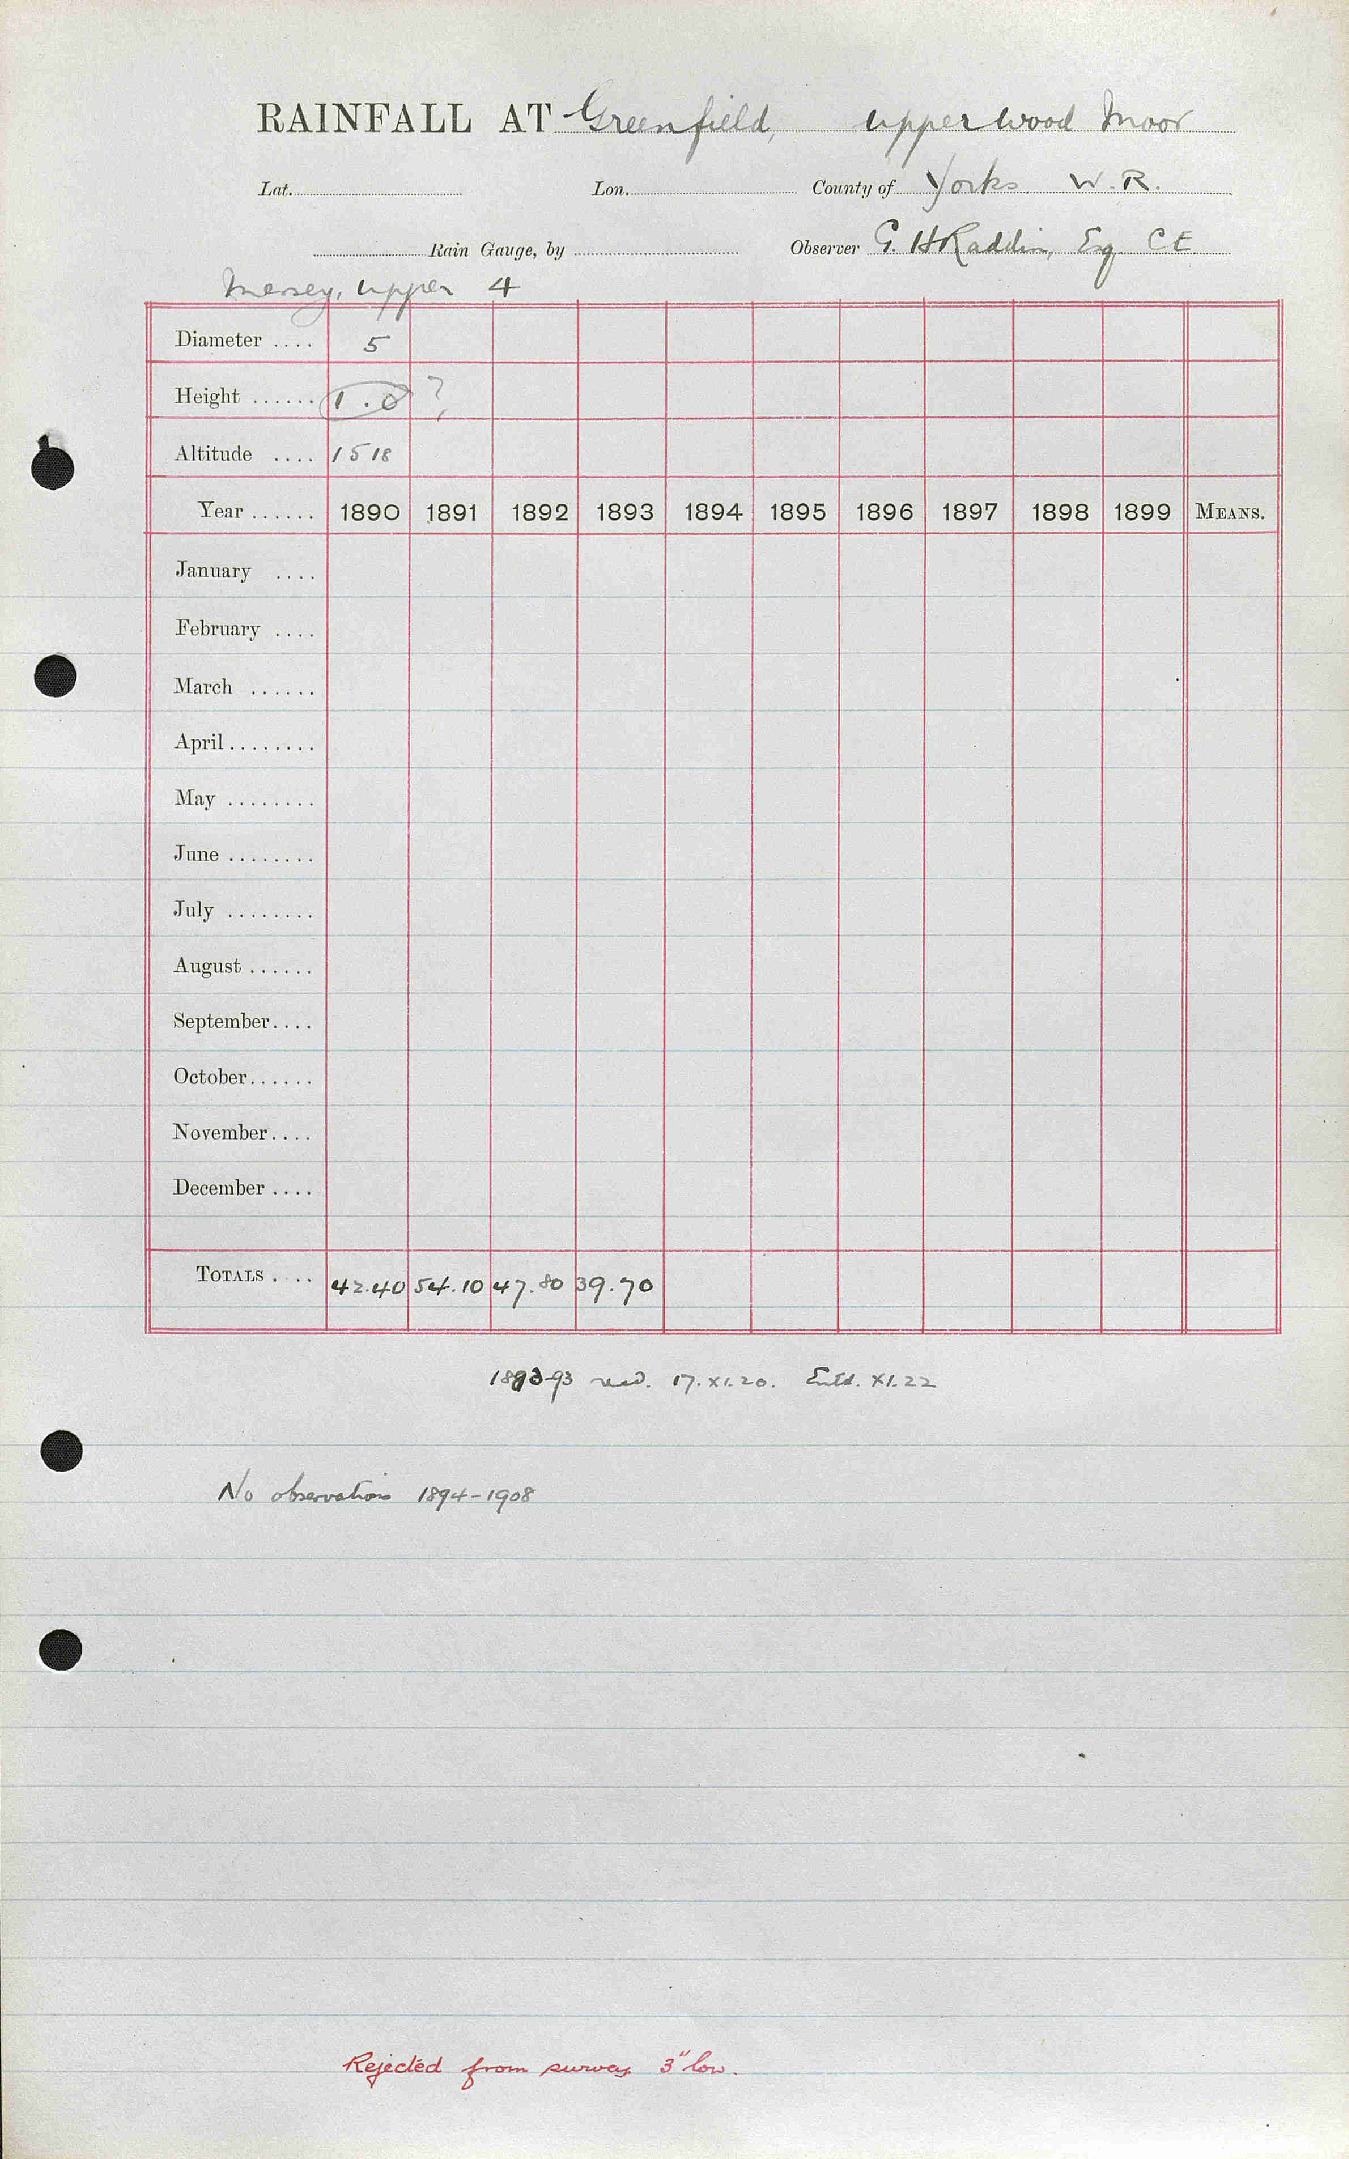 RAINFALL AT Greenfield, Upperwood Moor
Lat. Lon. County of Yorks W. R.
Rain Gauge, by Observer G. H. Raddin, Esq CE
Mersey, Upper 4
Diameter .... 5
Height ...... 1.0 ?
Altitude .... 1518
Year ...... 1890 1891 1892 1893 1894 1895 1896 1897 1898 1899 MEANS.
January ....
February ....
March ......
April ........
May ........
June ........
July ........
August ......
September....
October......
November....
December ....
TOTALS .... 42.40 54.10 47.80 39.70
1890-93 recd. 17.XI.20. Entd. XI.22
No observations 1894-1908
Rejected from survey 3" low.